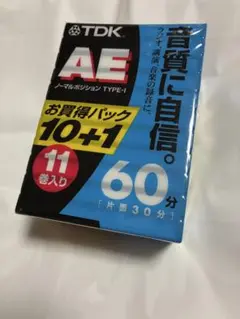 TDK
AE
ノーマルポジション TYPE-I
お買得パック
10+1
11
巻入り
音質に自信。
ラジオ、講演、音楽の録音に。
60分
[片面30分]